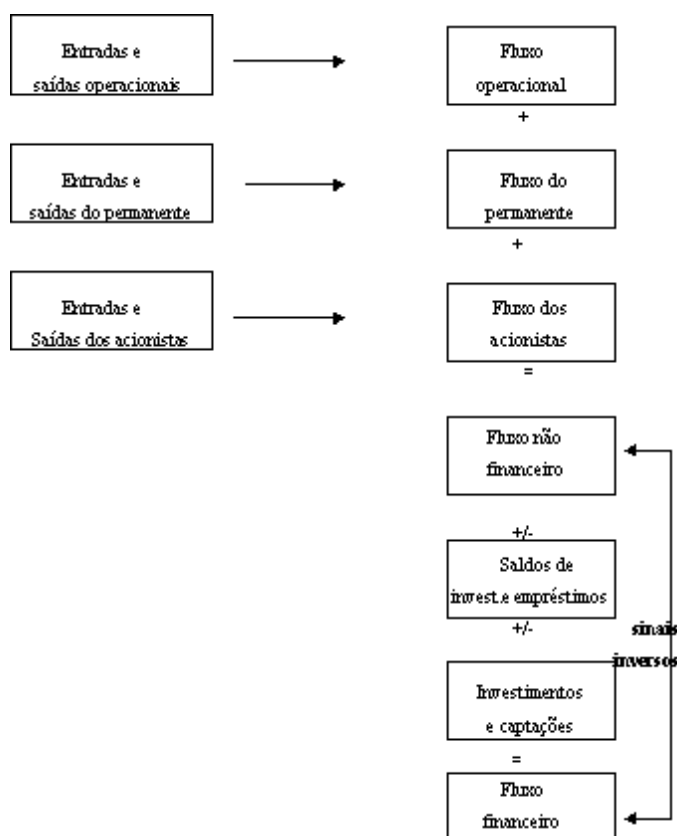 Entradas e
saídas operacionais
Fluxo
operacional
+
Entradas e
saídas do permanente
Fluxo do
permanente
+
Entradas e
Saídas dos acionistas
Fluxo dos
acionistas
=
Fluxo não
financeiro
+/-
Saldos de
invest.e empréstimos
+/-
sinais
inversos
Investimentos
e captações
=
Fluxo
financeiro